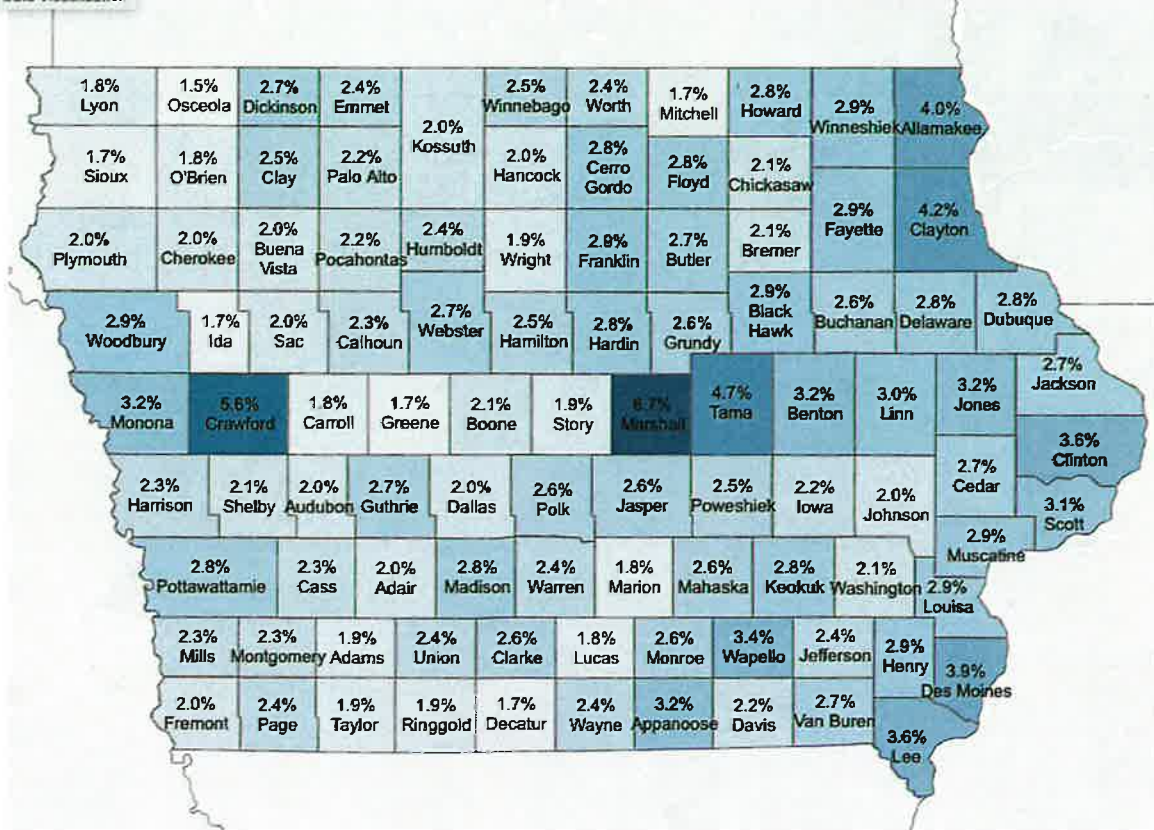 1.8%
Lyon
1.5%
Osceola
2.7%
Dickinson
2.4%
Emmet
2.0%
Kossuth
2.5%
Winnebago
2.4%
Worth
1.7%
Mitchell
2.8%
Howard
2.9%
Winneshiek
4.0%
Allamakee
1.7%
Sioux
1.8%
O'Brien
2.5%
Clay
2.2%
Palo Alto
2.0%
Hancock
2.8%
Cerro
Gordo
2.8%
Floyd
2.1%
Chickasaw
2.0%
Plymouth
2.0%
Cherokee
2.0%
Buena
Vista
2.2%
Pocahontas
2.4%
Humboldt
1.9%
Wright
2.9%
Franklin
2.7%
Butler
2.1%
Bremer
2.9%
Fayette
4.2%
Clayton
2.9%
Woodbury
1.7%
Ida
2.0%
Sac
2.3%
Calhoun
2.7%
Webster
2.5%
Hamilton
2.8%
Hardin
2.6%
Grundy
2.9%
Black
Hawk
2.6%
Buchanan
2.8%
Delaware
2.8%
Dubuque
3.2%
Monona
5.6%
Crawford
1.8%
Carroll
1.7%
Greene
2.1%
Boone
1.9%
Story
6.7%
Marshall
4.7%
Tama
3.2%
Benton
3.0%
Linn
3.2%
Jones
2.7%
Jackson
3.6%
Clinton
2.3%
Harrison
2.1%
Shelby
2.0%
Audubon
2.7%
Guthrie
2.0%
Dallas
2.6%
Polk
2.6%
Jasper
2.5%
Poweshiek
2.2%
Iowa
2.0%
Johnson
2.7%
Cedar
3.1%
Scott
2.9%
Muscatine
2.8%
Pottawattamie
2.3%
Cass
2.0%
Adair
2.8%
Madison
2.4%
Warren
1.8%
Marion
2.6%
Mahaska
2.8%
Keokuk
2.1%
Washington
2.9%
Louisa
2.3%
Mills
2.3%
Montgomery
1.9%
Adams
2.4%
Union
2.6%
Clarke
1.8%
Lucas
2.6%
Monroe
3.4%
Wapello
2.4%
Jefferson
2.9%
Henry
3.9%
Des Moines
2.0%
Fremont
2.4%
Page
1.9%
Taylor
1.9%
Ringgold
1.7%
Decatur
2.4%
Wayne
3.2%
Appanoose
2.2%
Davis
2.7%
Van Buren
3.6%
Lee